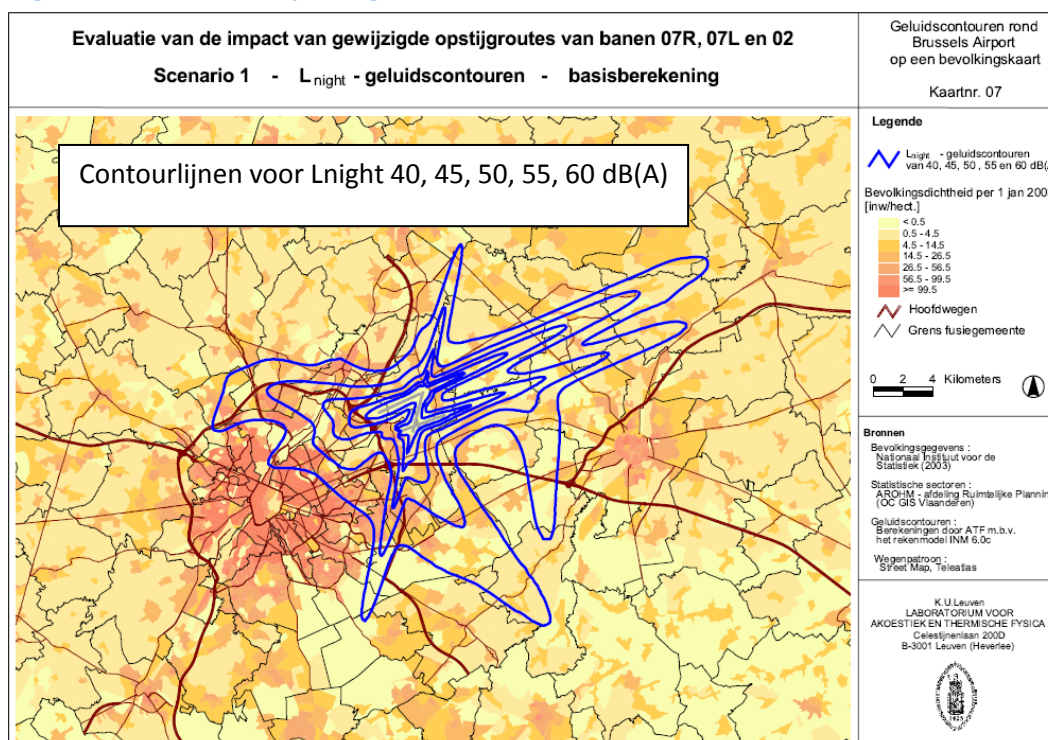 Evaluatie van de impact van gewijzigde opstijgroutes van banen 07R, 07L en 02
Scenario 1 - Lnight - geluidscontouren - basisberekening
Geluidscontouren rond
Brussels Airport
op een bevolkingskaart
Kaartnr. 07
Contourlijnen voor Lnight 40, 45, 50, 55, 60 dB(A)
Legende
Lnight - geluidscontouren
van 40, 45, 50, 55 en 60 dB(
Bevolkingsdichtheid per 1 jan 200
[inw/hect.]
< 0.5
0.5 - 4.5
4.5 - 14.5
14.5 - 26.5
26.5 - 56.5
56.5 - 99.5
>= 99.5
Hoofdwegen
Grens fusiegemeente
0 2 4 Kilometers
Bronnen
Bevolkingsgegevens :
Nationaal Instituut voor de
Statistiek (2003)
Statistische sectoren :
AROHM - afdeling Ruimtelijke Plannin
(OC GIS Vlaanderen)
Geluidscontouren :
Berekeningen door ATF m.b.v.
het rekenmodel INM 6.0c
Wegenpatroon :
Street Map, Teleatlas
K.U.Leuven
LABORATORIUM VOOR
AKOESTIEK EN THERMISCHE FYSICA
Celestijnenlaan 200D
B-3001 Leuven (Heverlee)